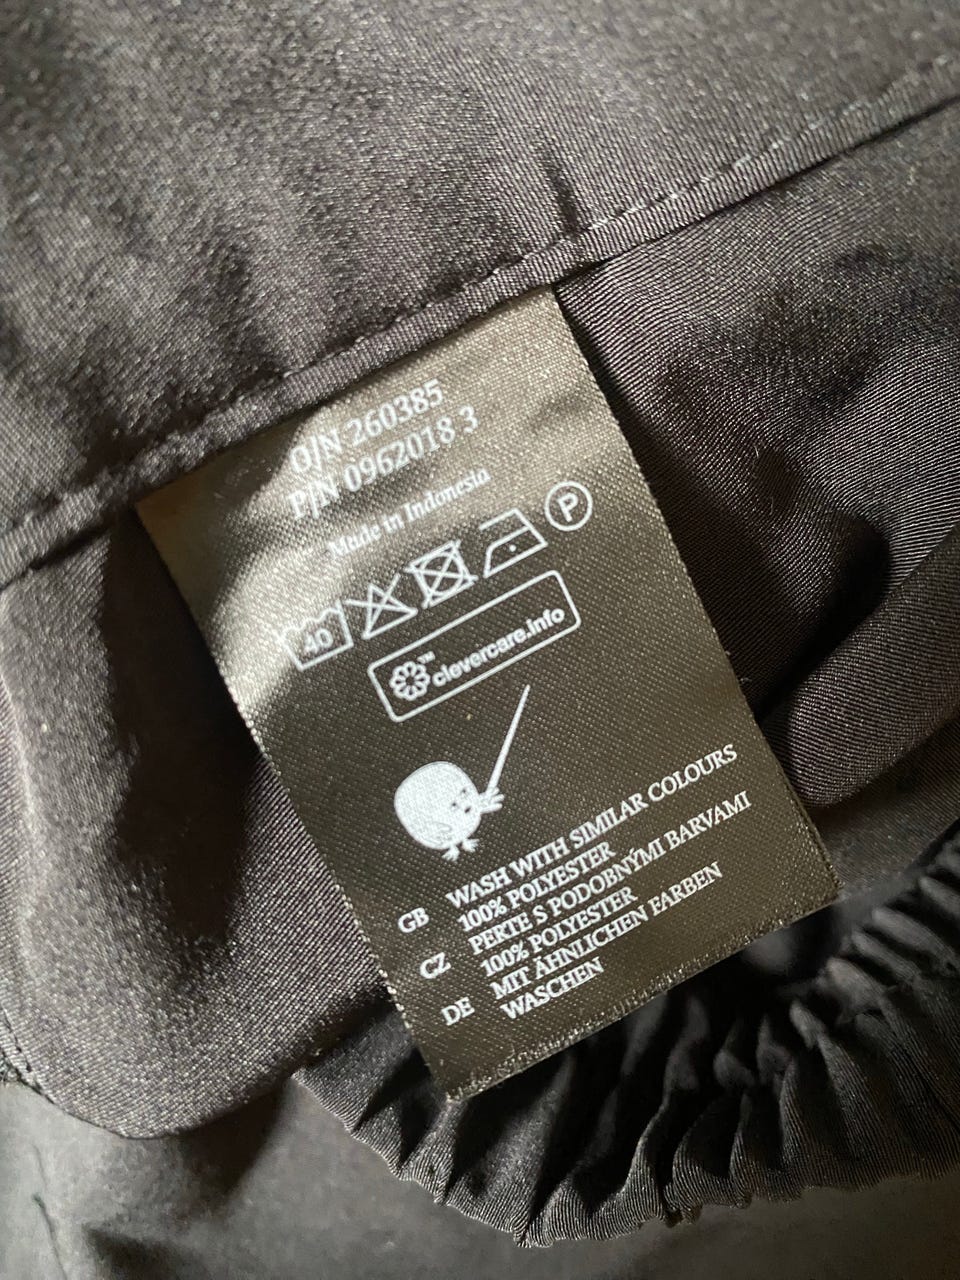 O/N 260385
P/N 0962018 3
Made in Indonesia
40 P
™ clevercare.info
GB WASH WITH SIMILAR COLOURS
100% POLYESTER
CZ PERTE S PODOBNÝMI BARVAMI
100% POLYESTER
DE MIT ÄHNLICHEN FARBEN
WASCHEN